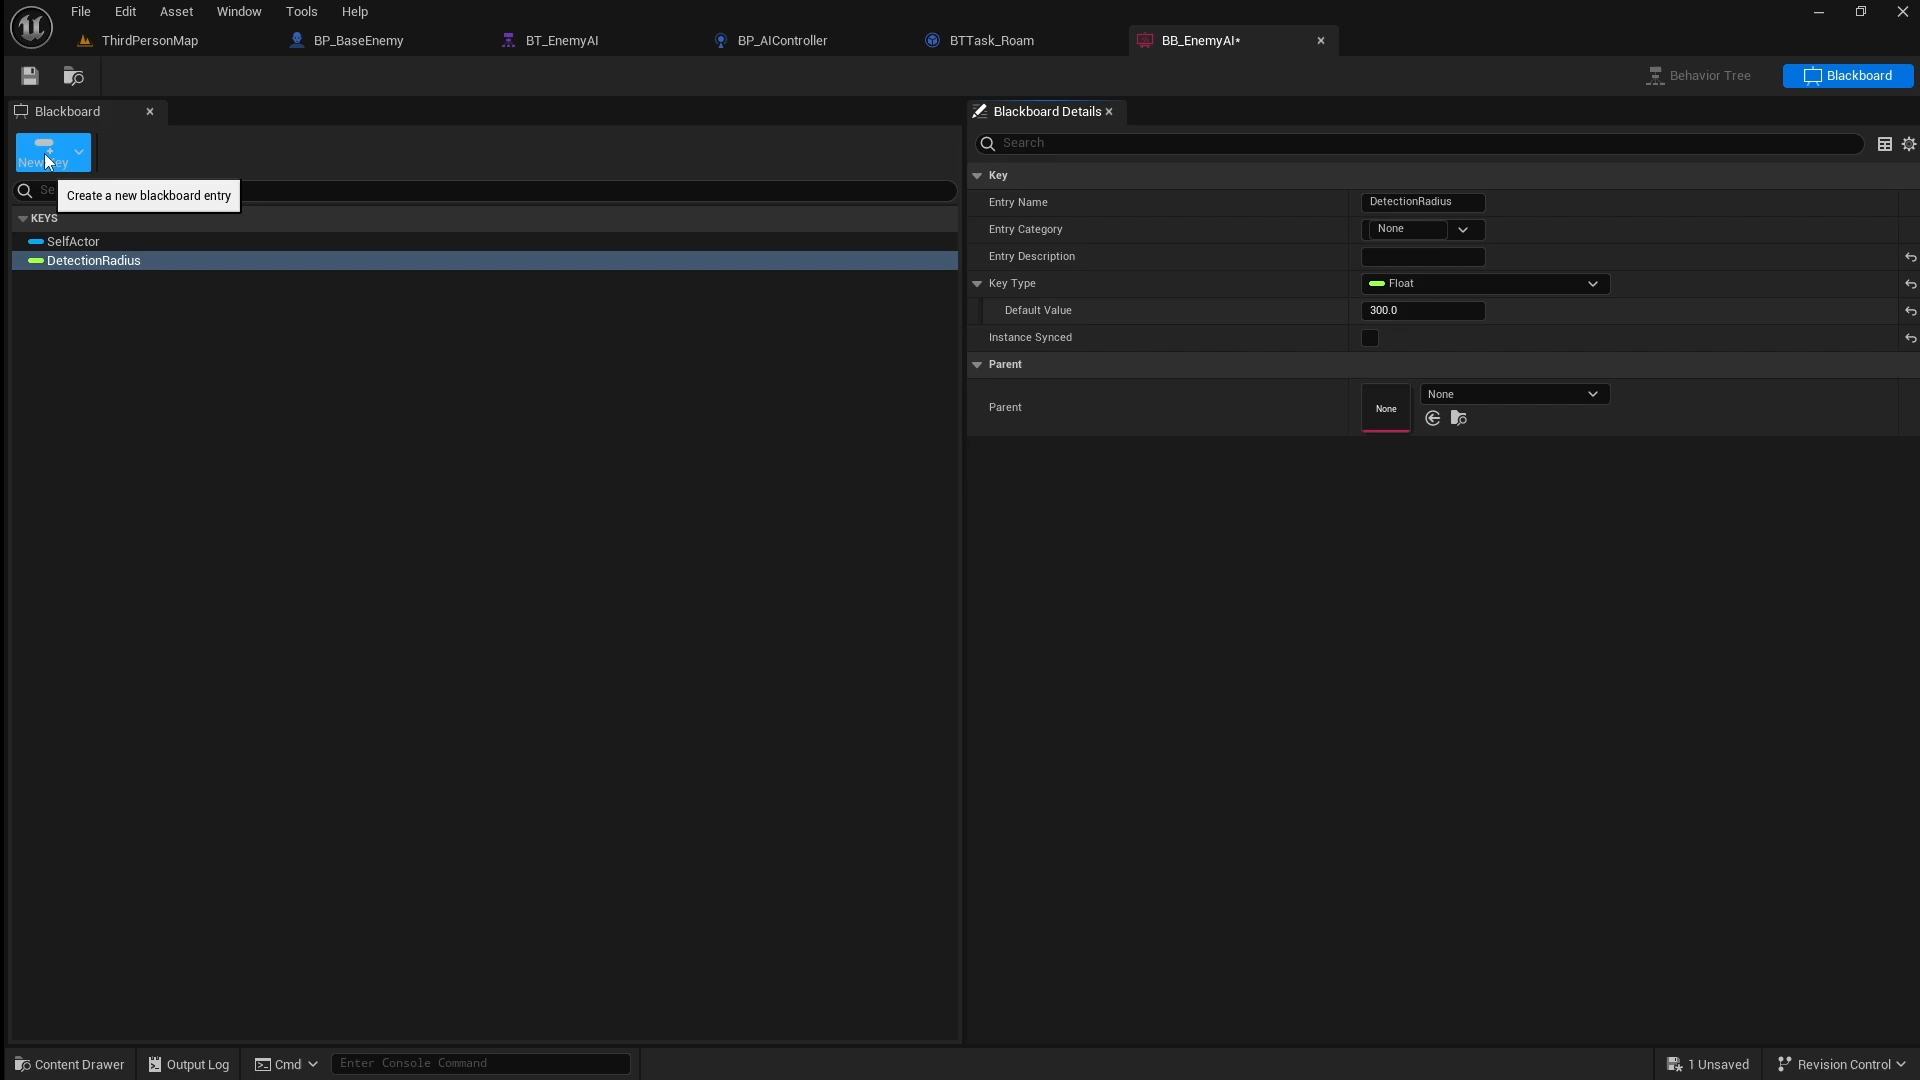 File Edit Asset Window Tools Help
ThirdPersonMap BP_BaseEnemy BT_EnemyAI BP_AIController BTTask_Roam BB_EnemyAI*
Behavior Tree Blackboard
Blackboard Blackboard Details
New Key
Search
Create a new blackboard entry
KEYS
SelfActor
DetectionRadius
Key
Entry Name DetectionRadius
Entry Category None
Entry Description
Key Type Float
Default Value 300.0
Instance Synced
Parent
Parent None None
Content Drawer Output Log Cmd Enter Console Command 1 Unsaved Revision Control